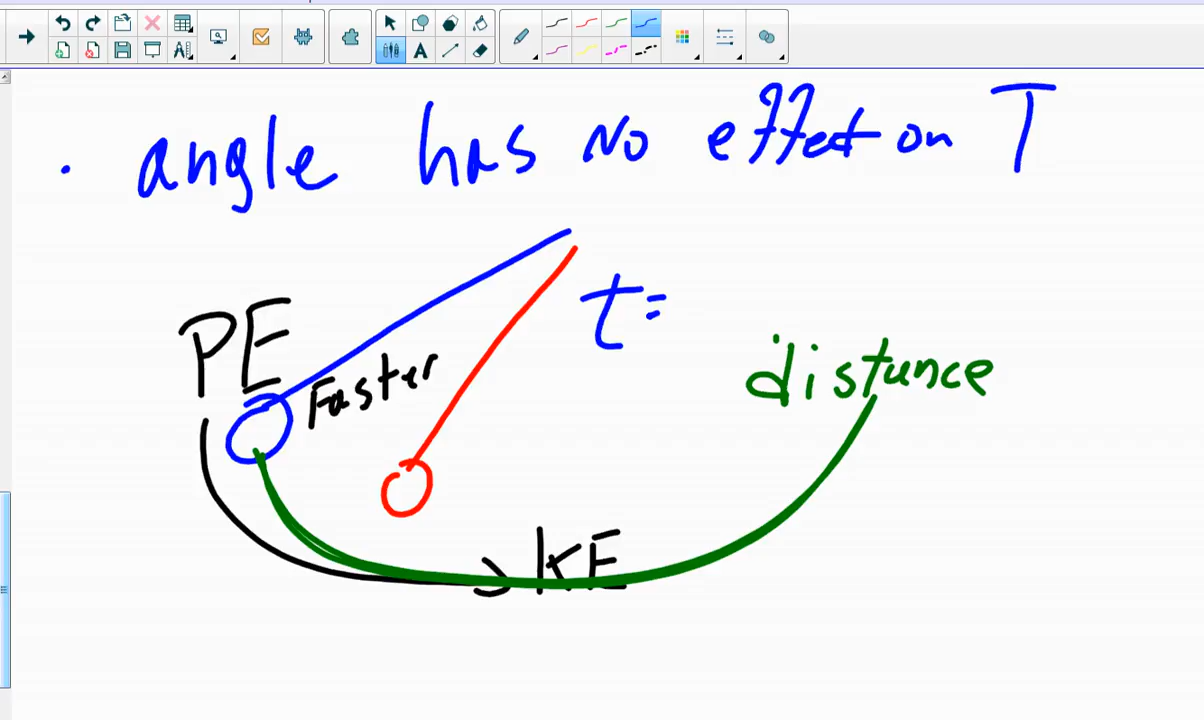 . angle has No effect on T
PE
t=
Faster
distance
KE